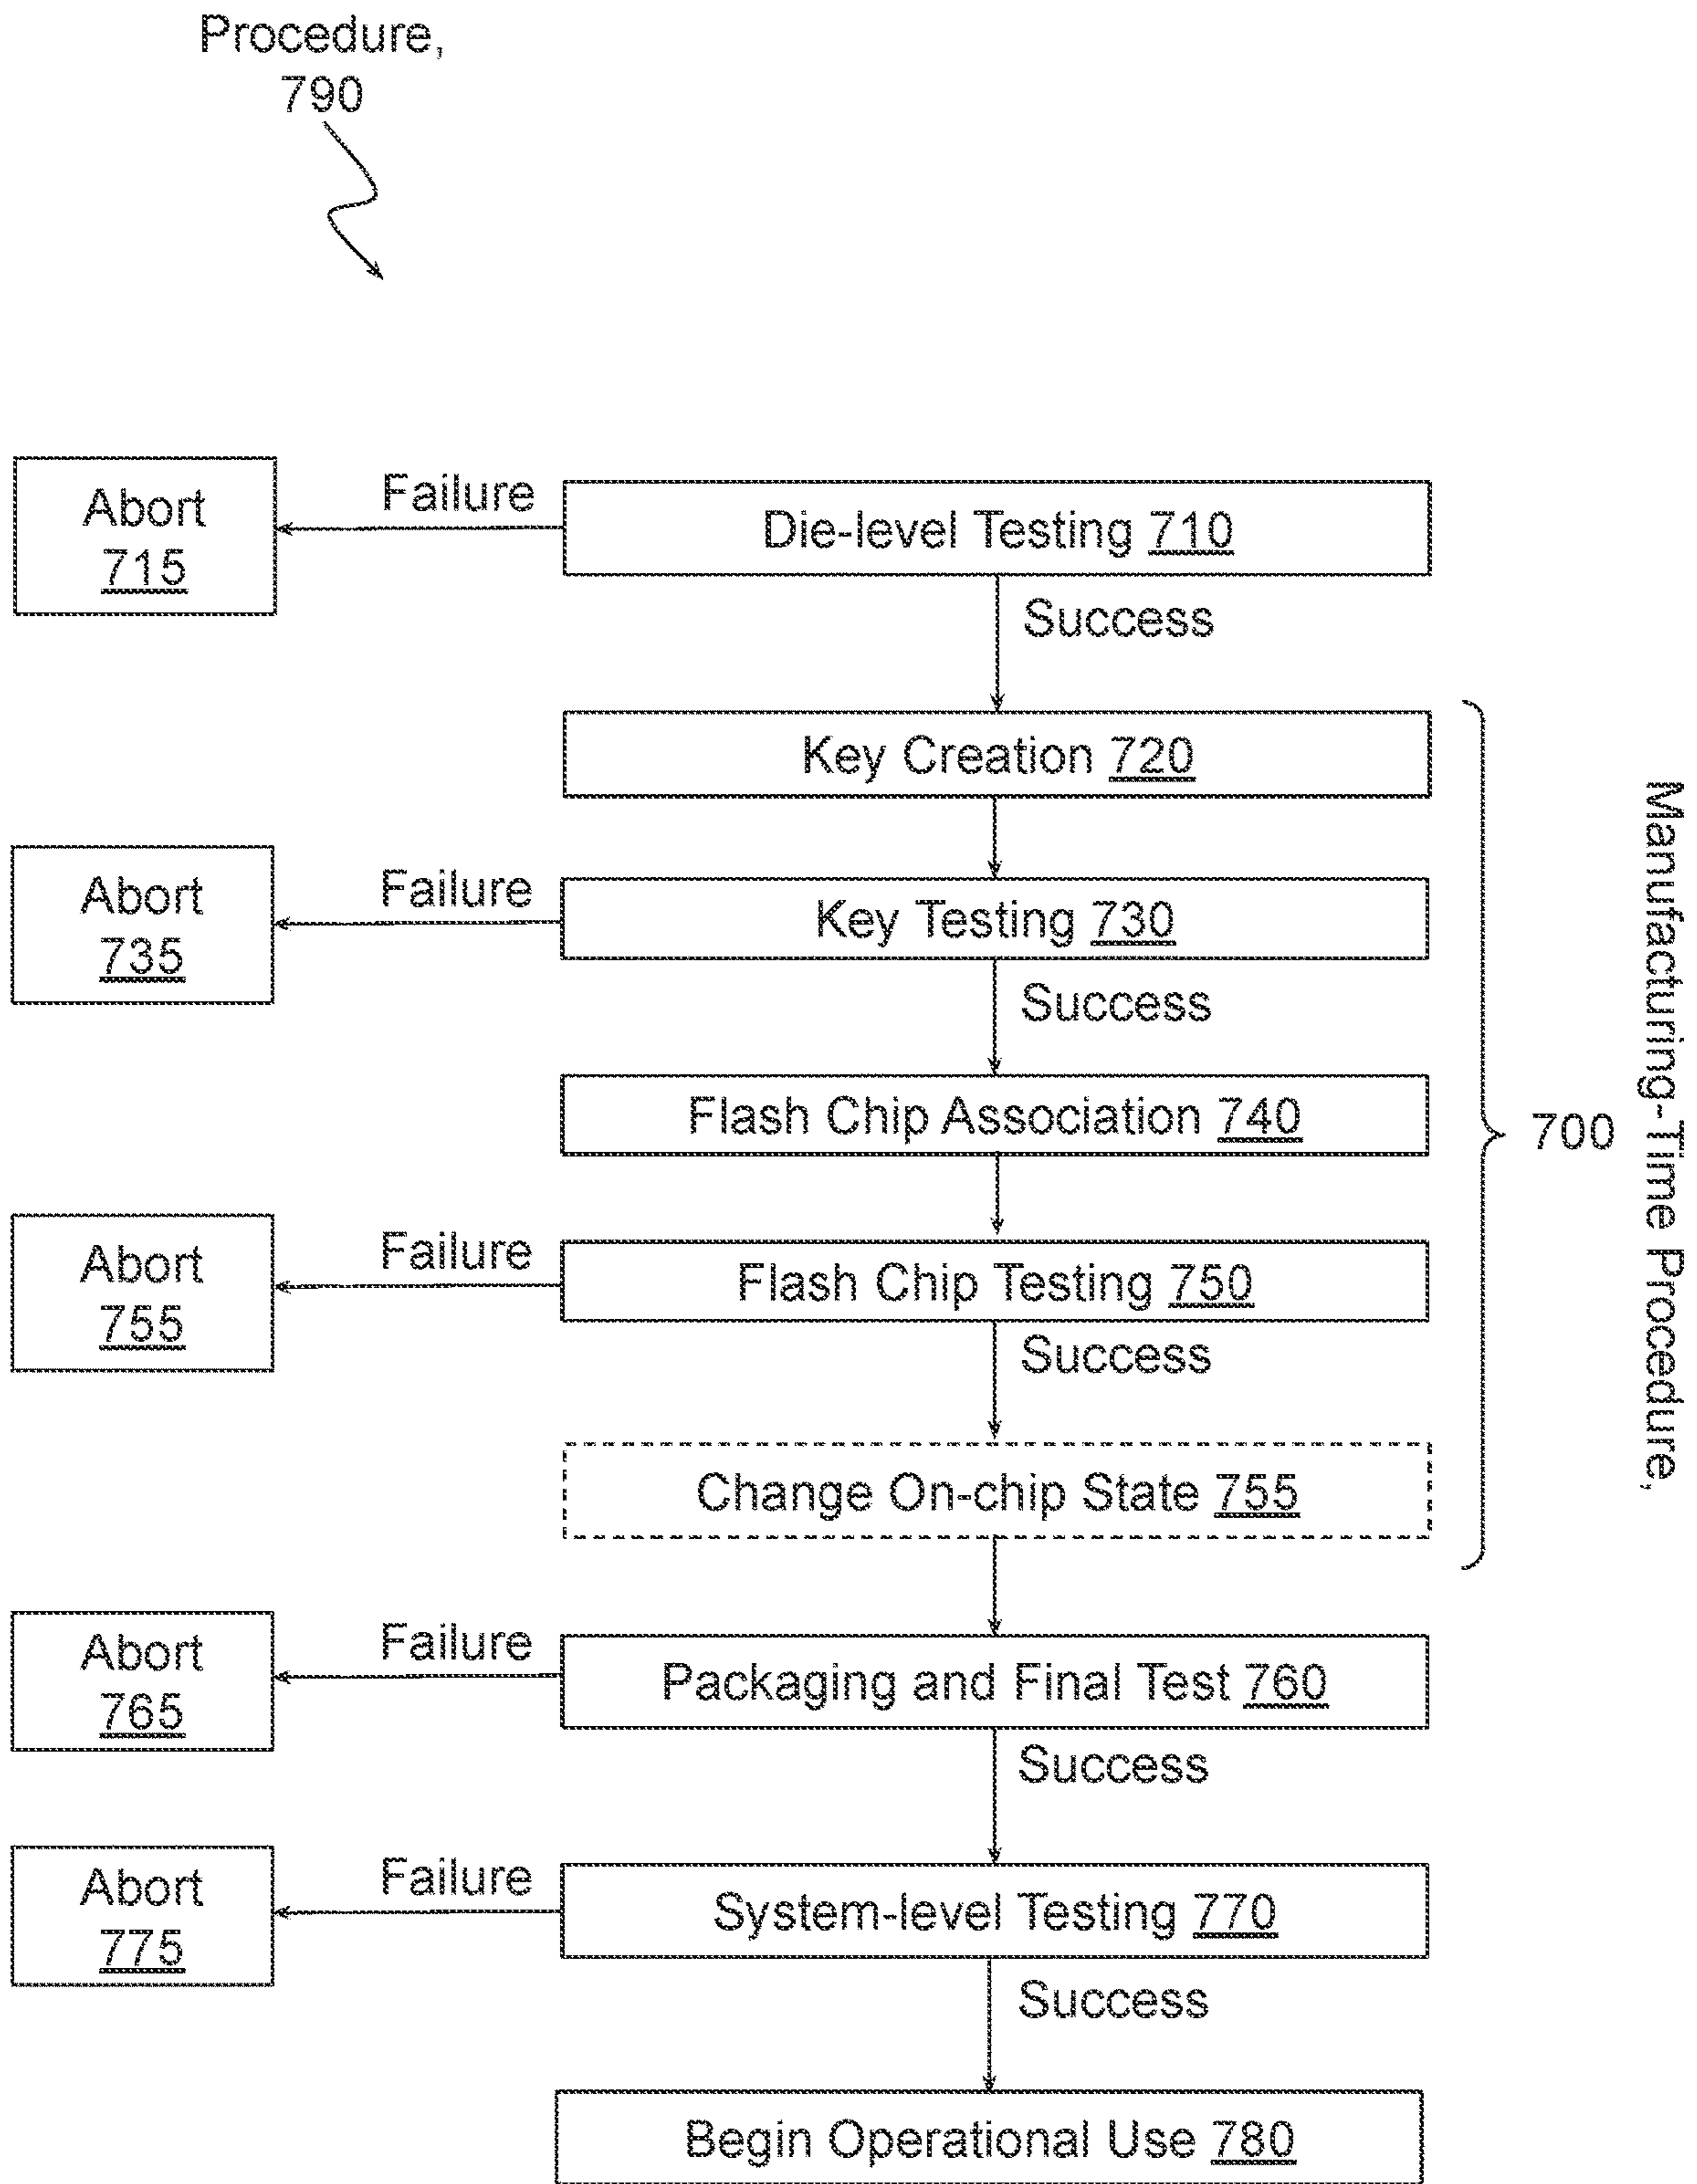 Procedure,
790
Abort
715
Failure
Die-level Testing 710
Success
Key Creation 720
Abort
735
Failure
Key Testing 730
Success
Flash Chip Association 740
700
Manufacturing-Time Procedure,
Abort
755
Failure
Flash Chip Testing 750
Success
Change On-chip State 755
Abort
765
Failure
Packaging and Final Test 760
Success
Abort
775
Failure
System-level Testing 770
Success
Begin Operational Use 780